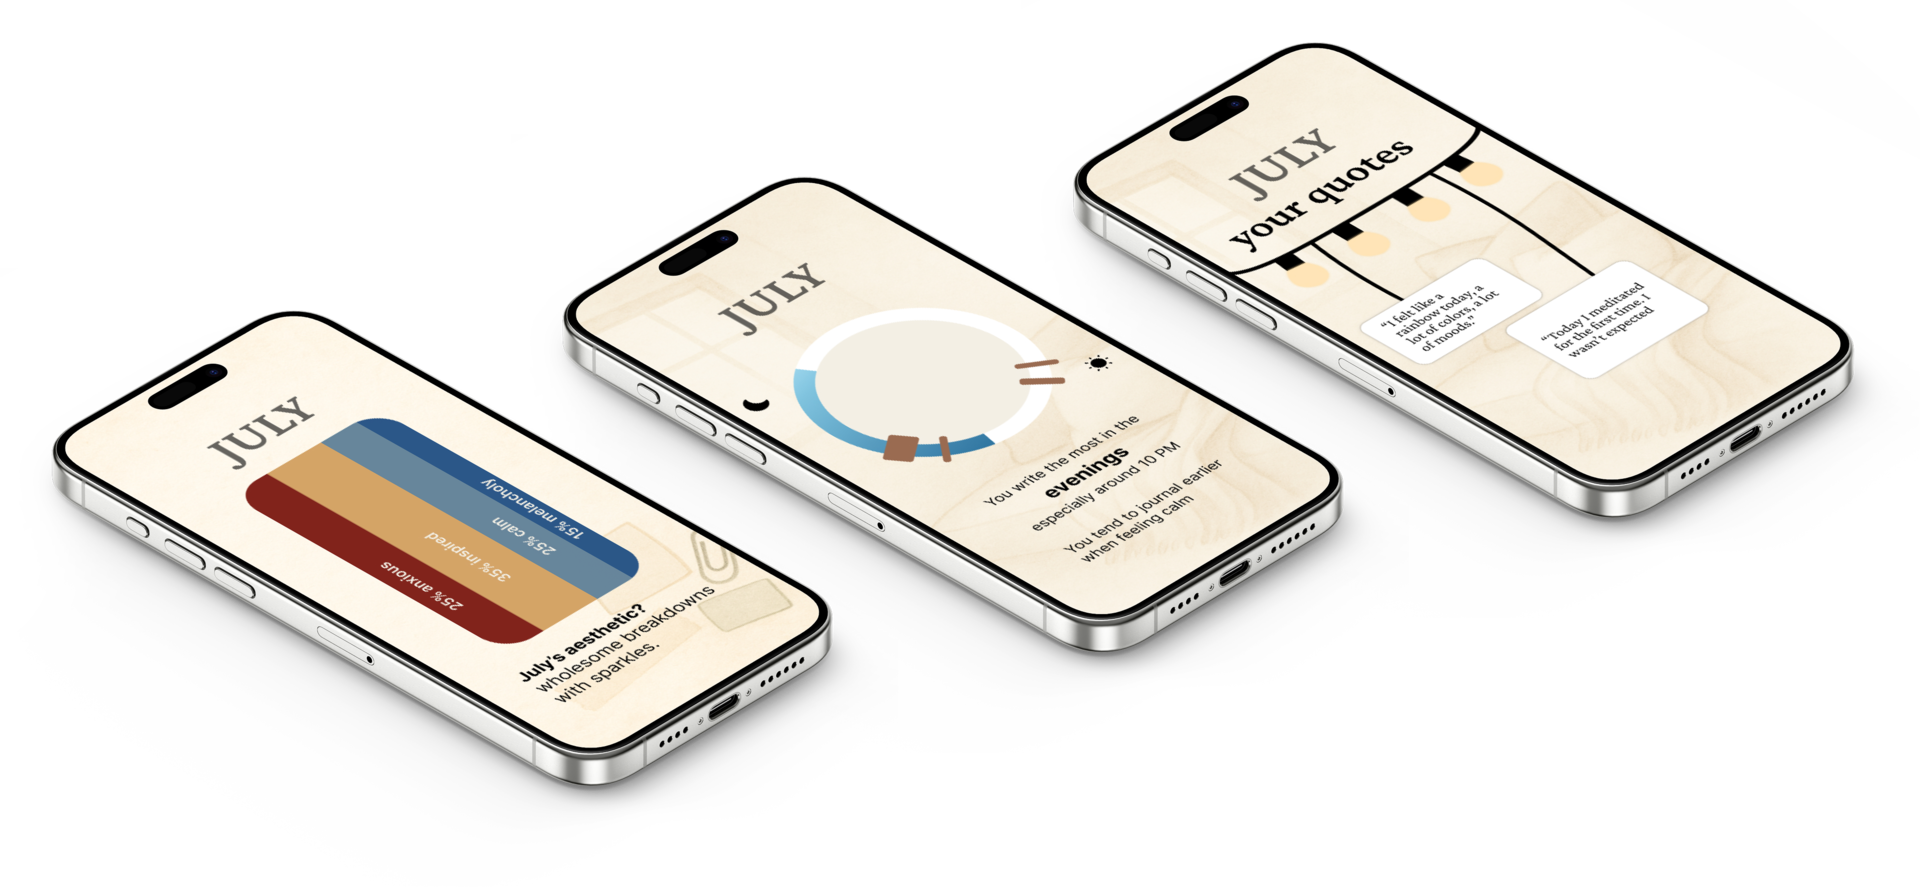 JULY
15% melancholy
25% calm
35% inspired
25% anxious
July's aesthetic?
wholesome breakdowns
with sparkles.
JULY
You write the most in the
evenings
especially around 10 PM
You tend to journal earlier
when feeling calm
JULY
your quotes
“I felt like a
rainbow today, a
lot of colors, a lot
of moods.”
“Today I meditated
for the first time. I
wasn't expected